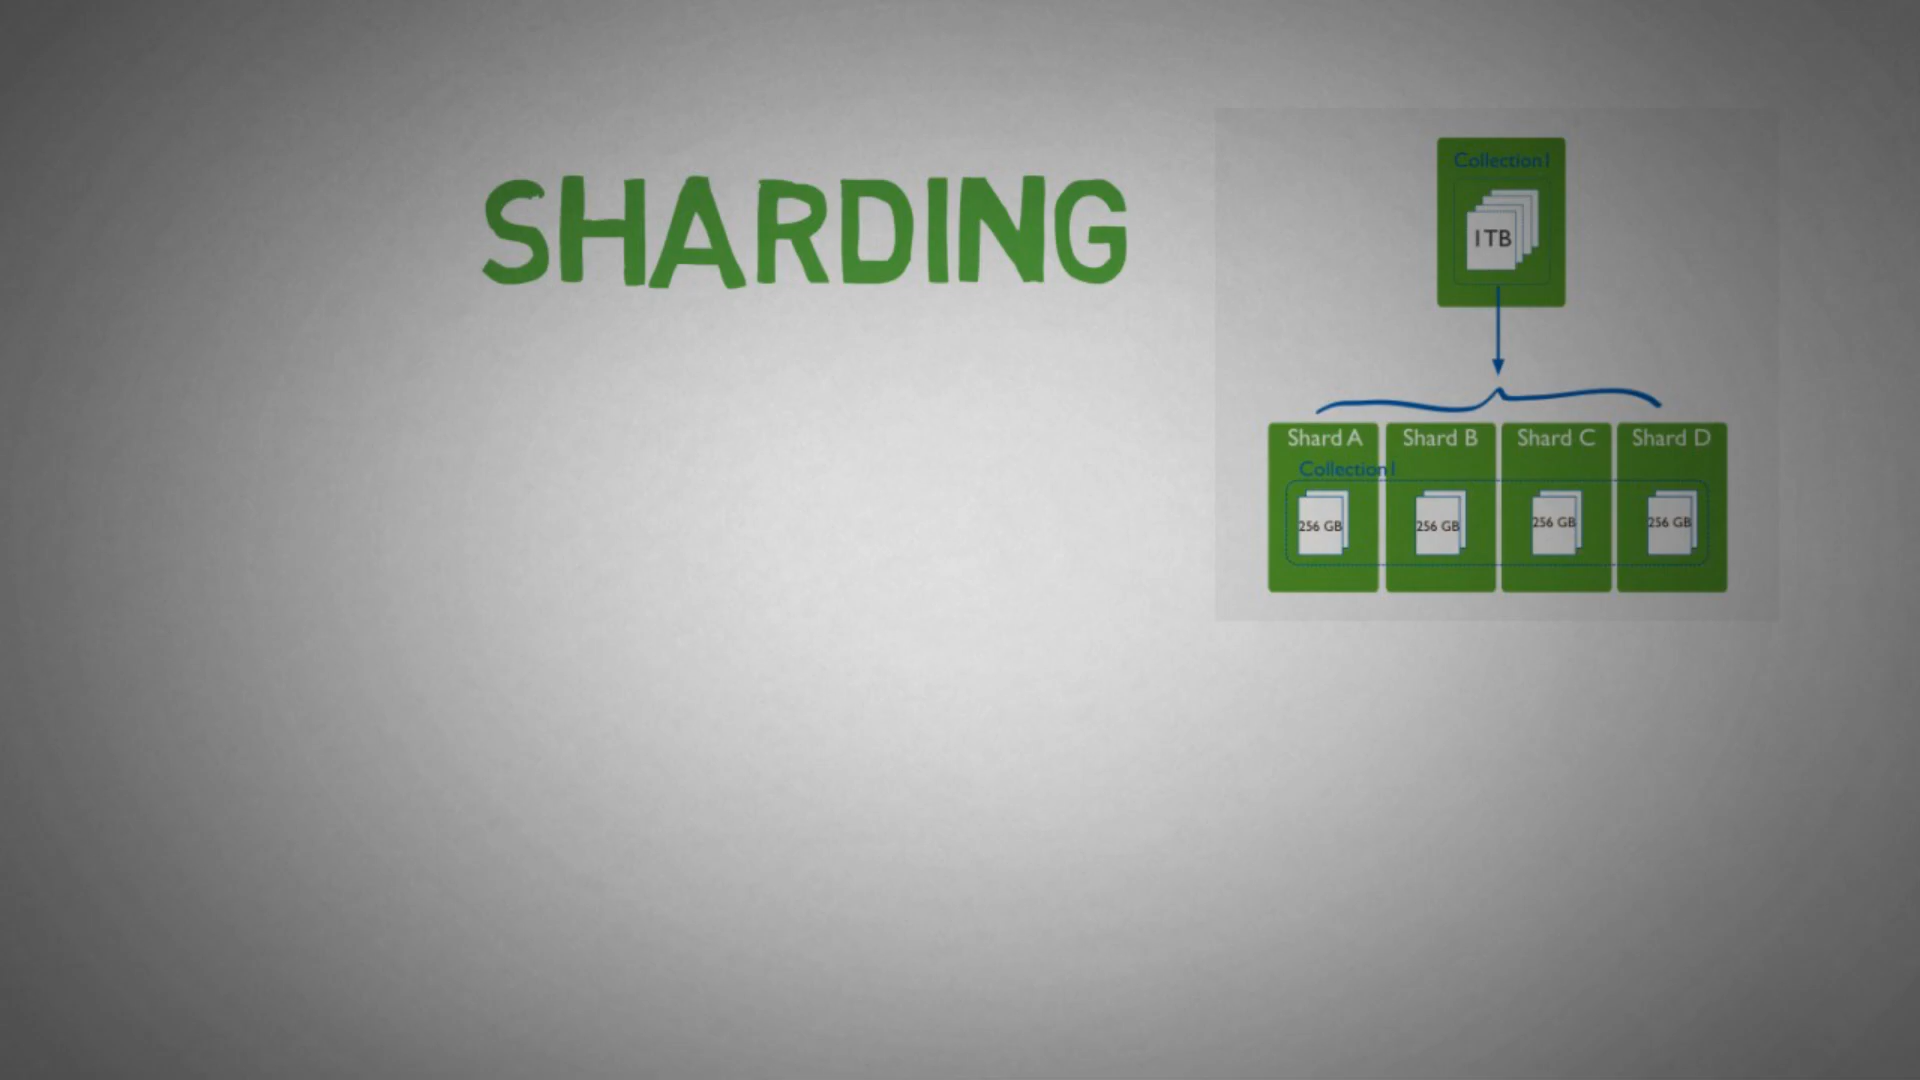 SHARDING
Collection1
1TB
Shard A Shard B Shard C Shard D
Collection1
256 GB 256 GB 256 GB 256 GB